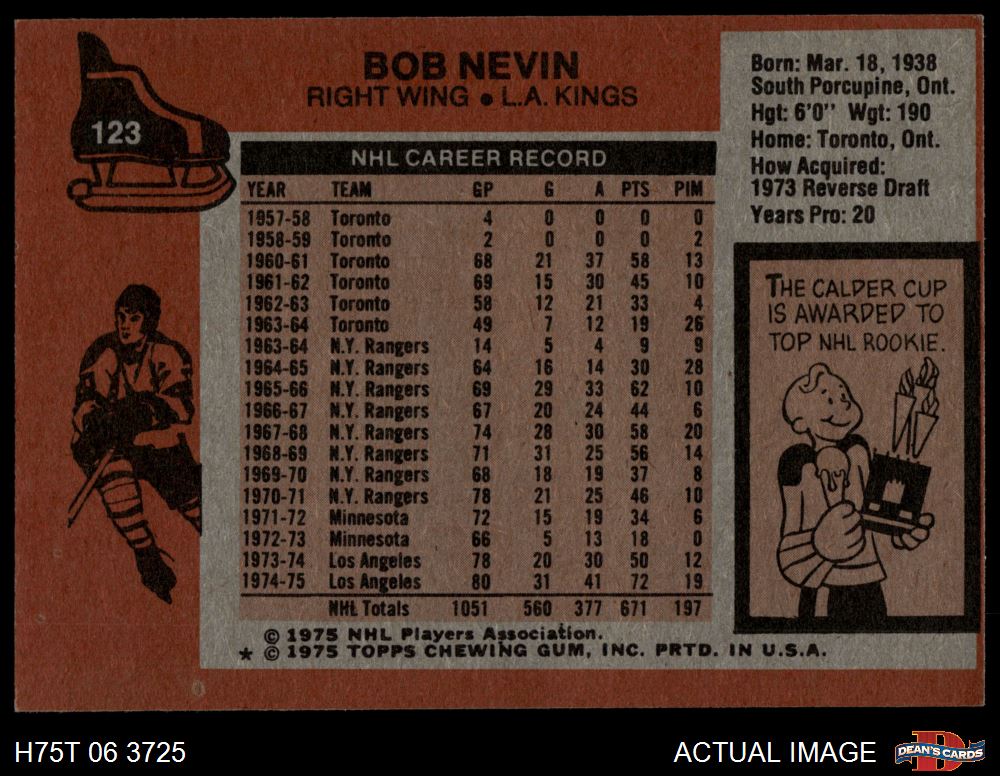 123
BOB NEVIN
RIGHT WING • L.A. KINGS
NHL CAREER RECORD
YEAR TEAM GP G A PTS PIM
1957-58 Toronto 4 0 0 0 0
1958-59 Toronto 2 0 0 0 2
1960-61 Toronto 68 21 37 58 13
1961-62 Toronto 69 15 30 45 10
1962-63 Toronto 58 12 21 33 4
1963-64 Toronto 49 7 12 19 26
1963-64 N.Y. Rangers 14 5 4 9 9
1964-65 N.Y. Rangers 64 16 14 30 28
1965-66 N.Y. Rangers 69 29 33 62 10
1966-67 N.Y. Rangers 67 20 24 44 6
1967-68 N.Y. Rangers 74 28 30 58 20
1968-69 N.Y. Rangers 71 31 25 56 14
1969-70 N.Y. Rangers 68 18 19 37 8
1970-71 N.Y. Rangers 78 21 25 46 10
1971-72 Minnesota 72 15 19 34 6
1972-73 Minnesota 66 5 13 18 0
1973-74 Los Angeles 78 20 30 50 12
1974-75 Los Angeles 80 31 41 72 19
NHL Totals 1051 560 377 671 197
© 1975 NHL Players Association.
* © 1975 TOPPS CHEWING GUM, INC. PRTD. IN U.S.A.
Born: Mar. 18, 1938
South Porcupine, Ont.
Hgt: 6'0" Wgt: 190
Home: Toronto, Ont.
How Acquired:
1973 Reverse Draft
Years Pro: 20
THE CALDER CUP
IS AWARDED TO
TOP NHL ROOKIE.
H75T 06 3725
ACTUAL IMAGE
D
DEAN'S CARDS